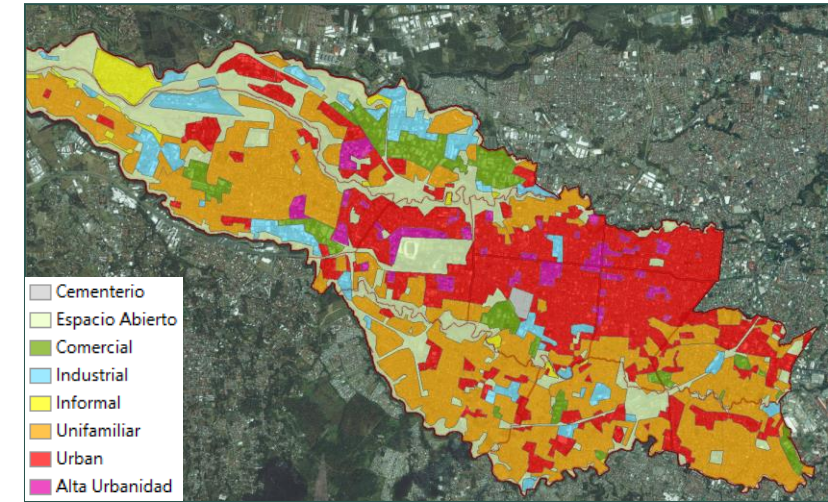 Cementerio
Espacio Abierto
Comercial
Industrial
Informal
Unifamiliar
Urban
Alta Urbanidad